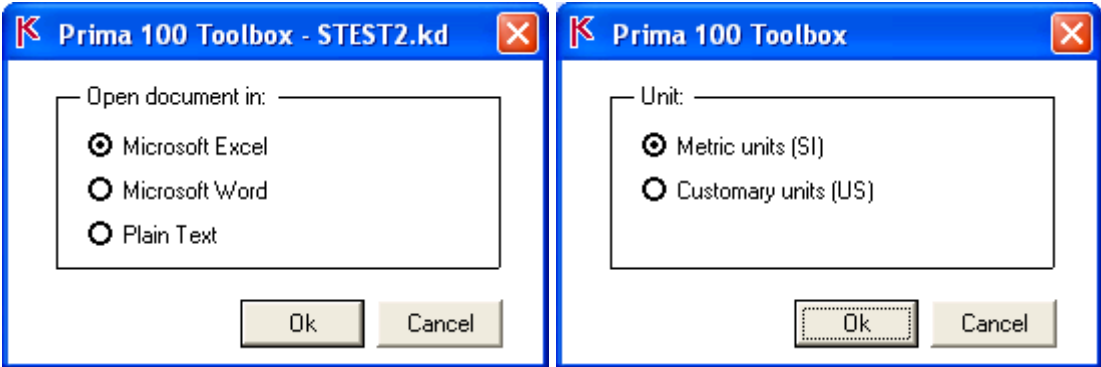 Prima 100 Toolbox - STEST2.kd
Open document in:
Microsoft Excel
Microsoft Word
Plain Text
Ok Cancel
Prima 100 Toolbox
Unit:
Metric units (SI)
Customary units (US)
Ok Cancel